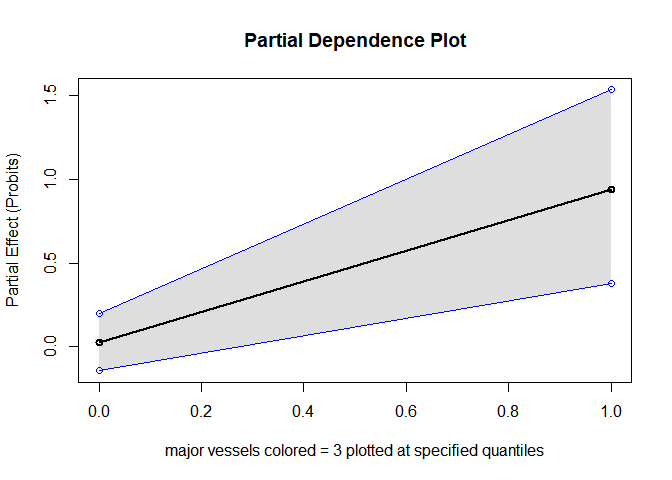 Partial Dependence Plot
Partial Effect (Probits)
1.5
1.0
0.5
0.0
0.0 0.2 0.4 0.6 0.8 1.0
major vessels colored = 3 plotted at specified quantiles